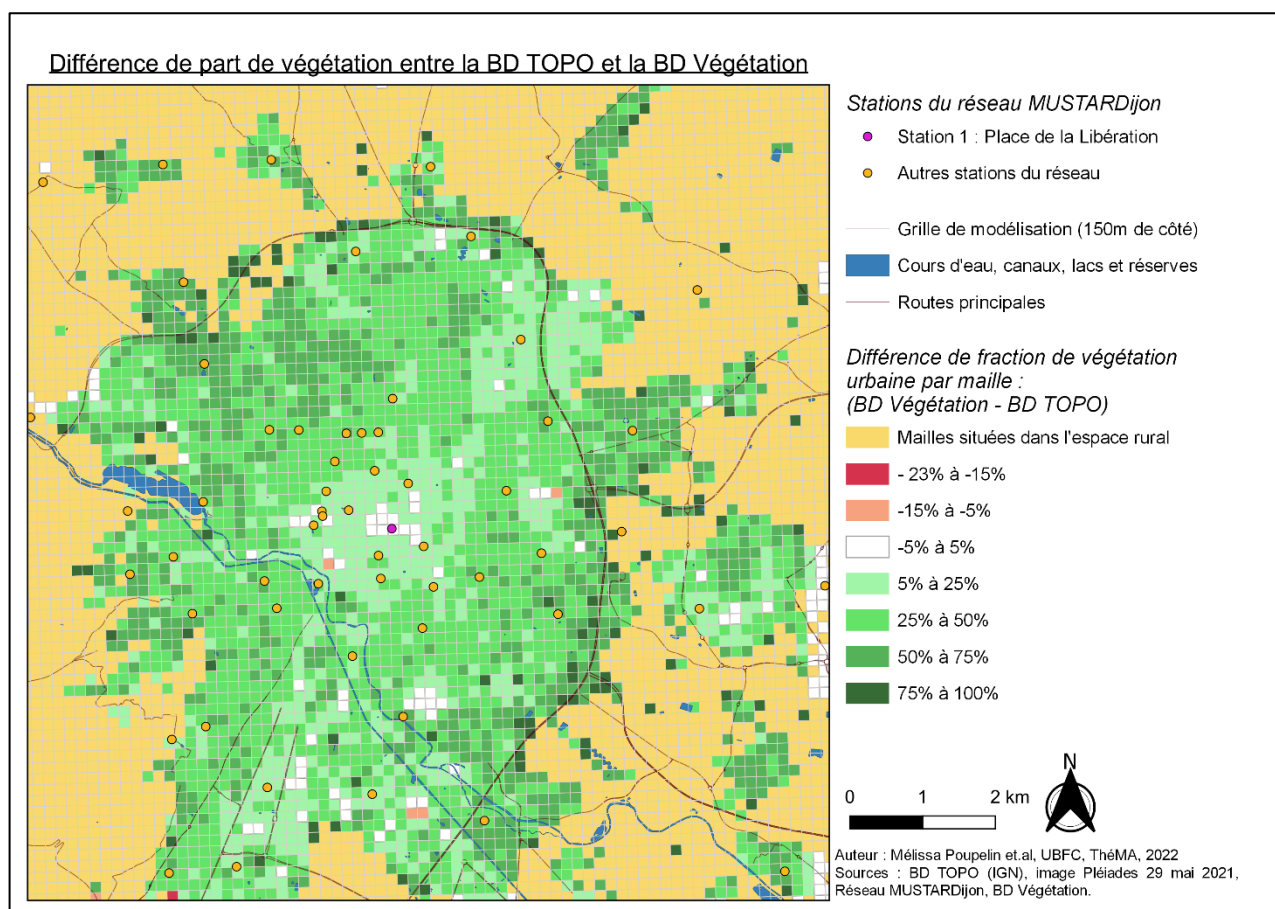 Différence de part de végétation entre la BD TOPO et la BD Végétation
Stations du réseau MUSTARDijon
Station 1 : Place de la Libération
Autres stations du réseau
Grille de modélisation (150m de côté)
Cours d'eau, canaux, lacs et réserves
Routes principales
Différence de fraction de végétation
urbaine par maille :
(BD Végétation - BD TOPO)
Mailles situées dans l'espace rural
- 23% à -15%
-15% à -5%
-5% à 5%
5% à 25%
25% à 50%
50% à 75%
75% à 100%
N
0 1 2 km
Auteur : Mélissa Poupelin et.al, UBFC, ThéMA, 2022
Sources : BD TOPO (IGN), image Pléiades 29 mai 2021,
Réseau MUSTARDijon, BD Végétation.